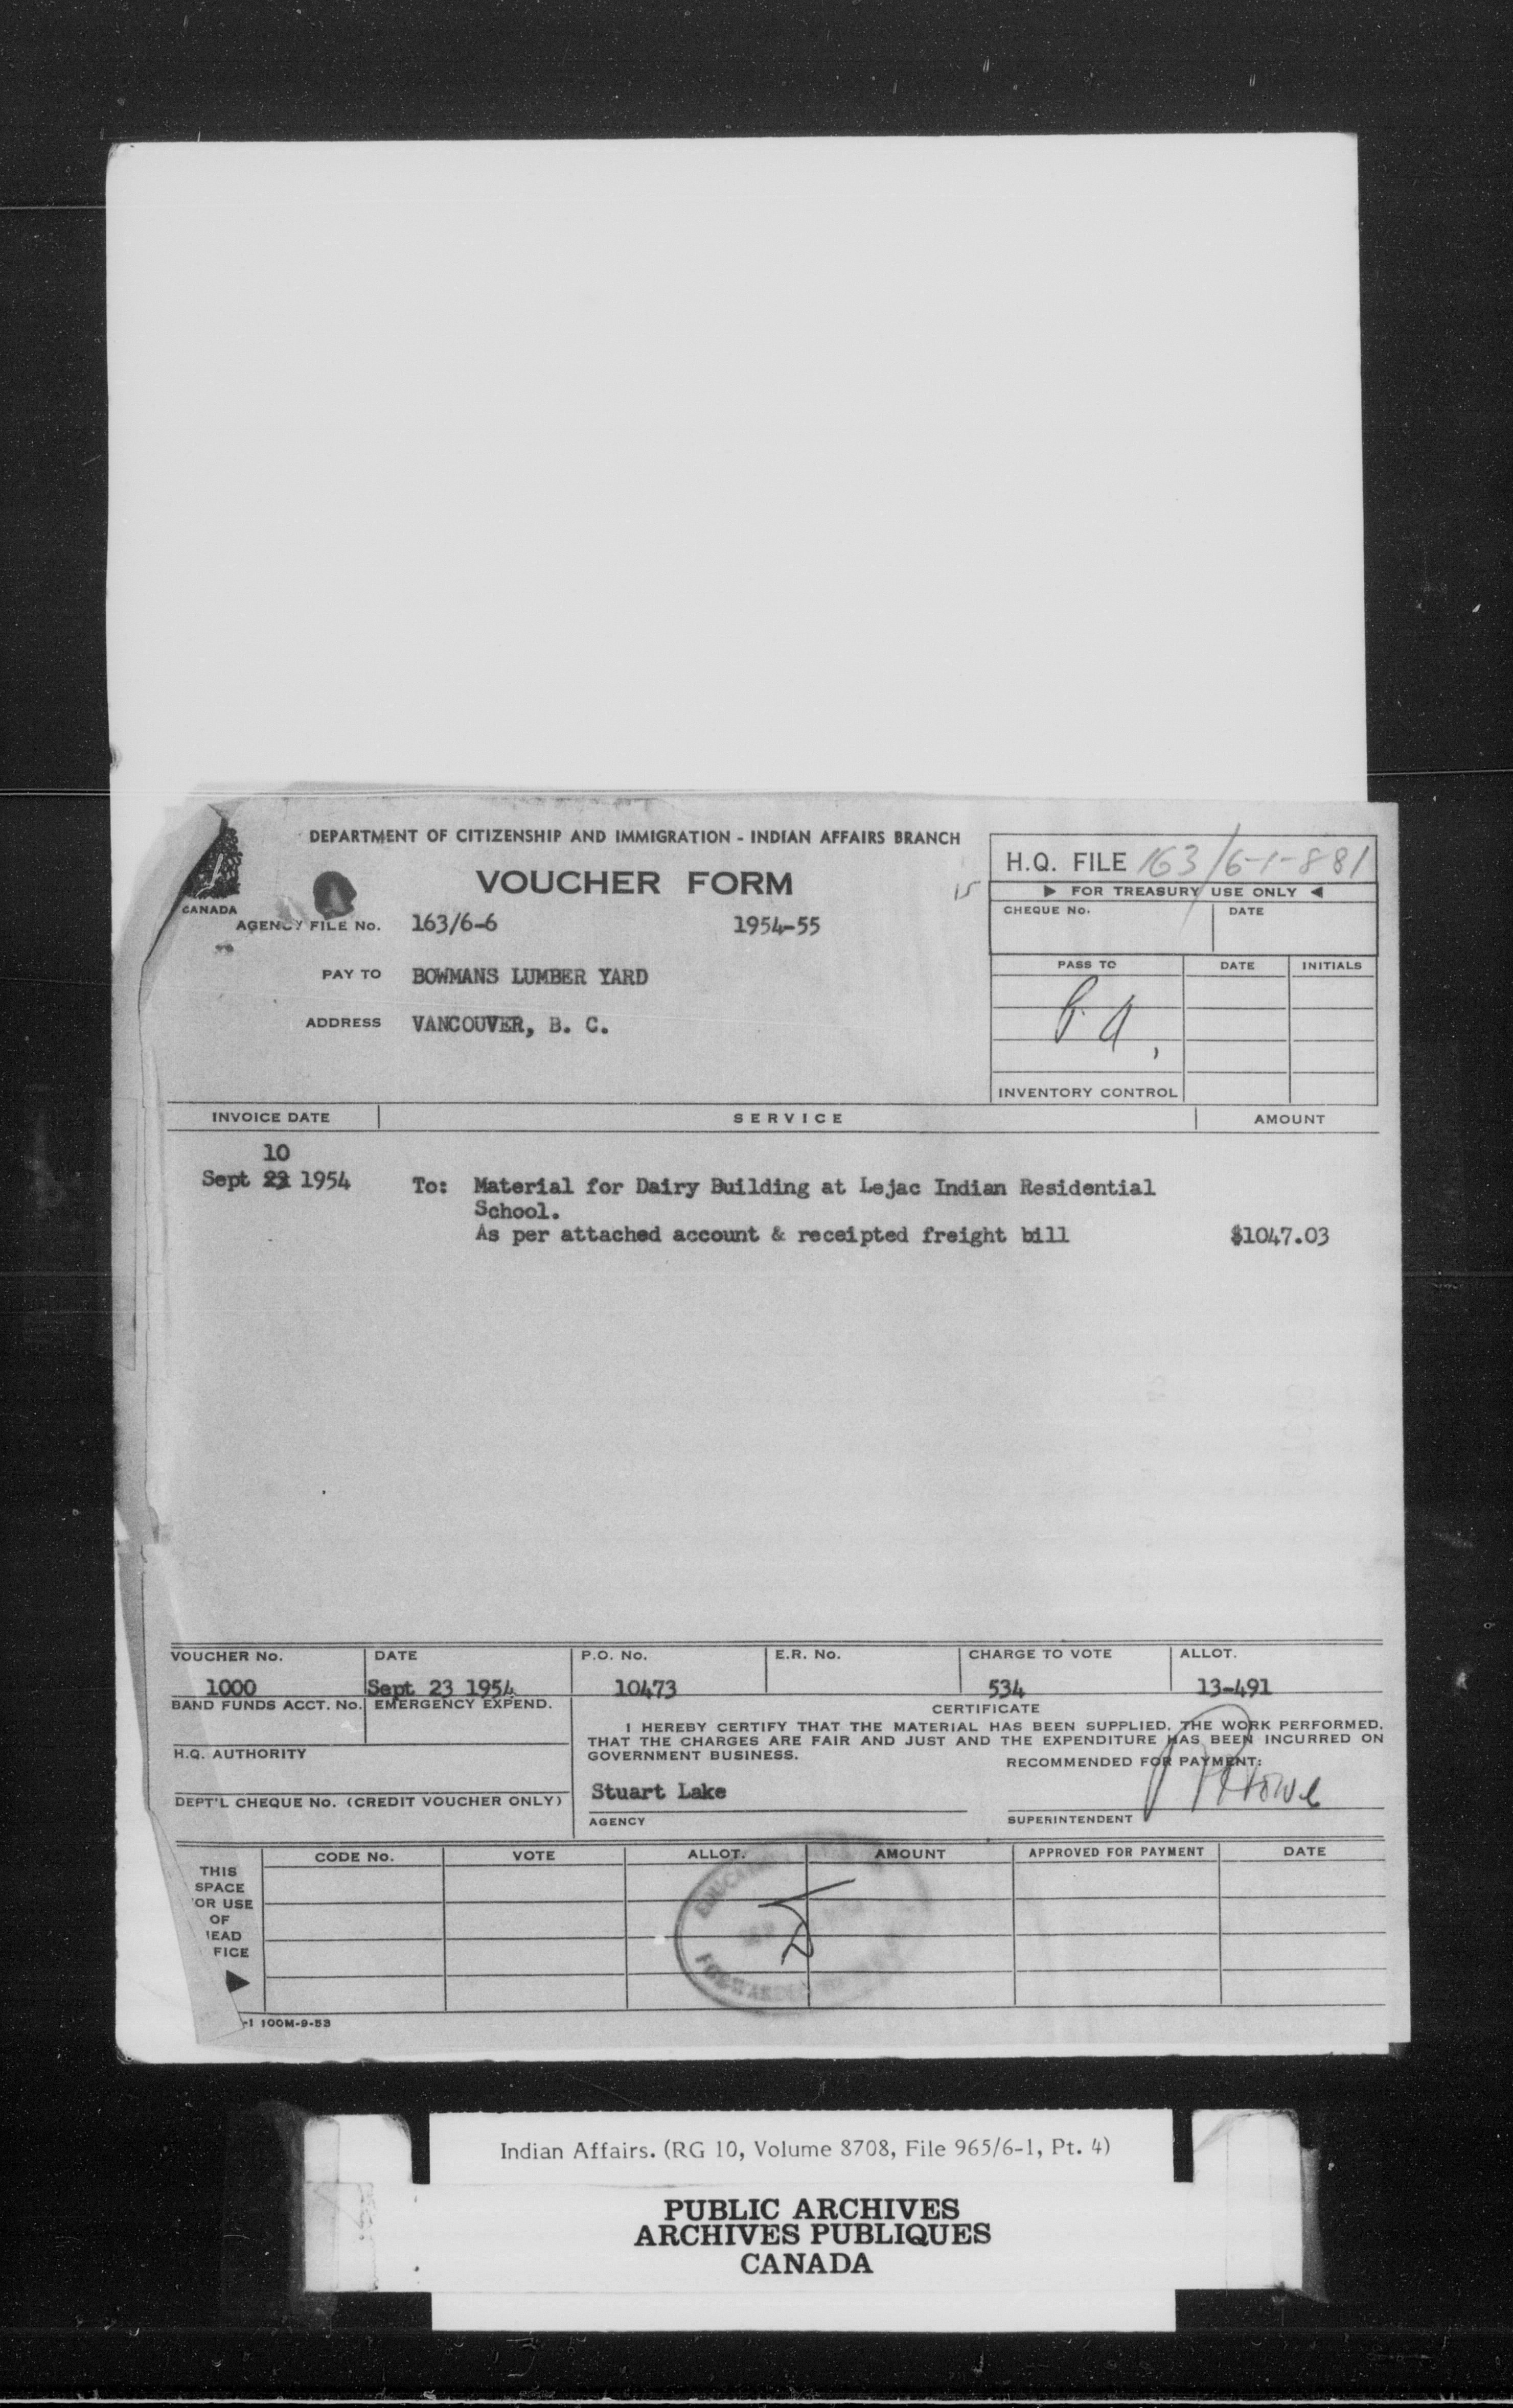 DEPARTMENT OF CITIZENSHIP AND IMMIGRATION - INDIAN AFFAIRS BRANCH
CANADA
VOUCHER FORM
15
H.Q. FILE 163/6-1-881
▶ FOR TREASURY USE ONLY ◀
CHEQUE No. DATE
AGENCY FILE No. 163/6-6 1954-55
PASS TO DATE INITIALS
PAY TO BOWMANS LUMBER YARD
ADDRESS VANCOUVER, B. C.
INVENTORY CONTROL
INVOICE DATE SERVICE AMOUNT
10
Sept 1954 To: Material for Dairy Building at Lejac Indian Residential
School.
As per attached account & receipted freight bill $1047.03
VOUCHER No. DATE P.O. No. E.R. No. CHARGE TO VOTE ALLOT.
1000 Sept 23 1954 10473 534 13-491
BAND FUNDS ACCT. No. EMERGENCY EXPEND. CERTIFICATE
I HEREBY CERTIFY THAT THE MATERIAL HAS BEEN SUPPLIED, THE WORK PERFORMED,
THAT THE CHARGES ARE FAIR AND JUST AND THE EXPENDITURE HAS BEEN INCURRED ON
GOVERNMENT BUSINESS.
H.Q. AUTHORITY
RECOMMENDED FOR PAYMENT:
Stuart Lake
DEPT'L CHEQUE No. (CREDIT VOUCHER ONLY)
AGENCY SUPERINTENDENT
CODE No. VOTE ALLOT. AMOUNT APPROVED FOR PAYMENT DATE
THIS
SPACE
OR USE
OF
EAD
FICE
-1 100M-9-53
Indian Affairs. (RG 10, Volume 8708, File 965/6-1, Pt. 4)
PUBLIC ARCHIVES
ARCHIVES PUBLIQUES
CANADA